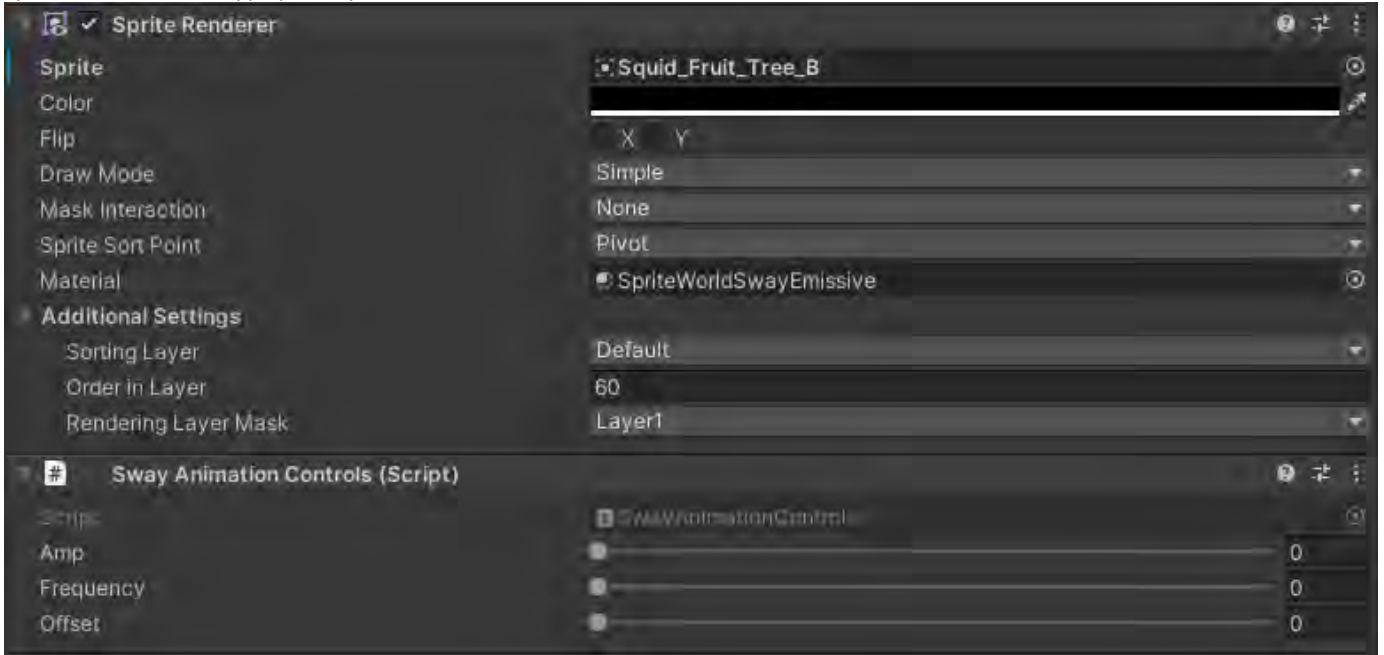 Sprite Renderer
Sprite Squid_Fruit_Tree_B
Color
Flip X Y
Draw Mode Simple
Mask Interaction None
Sprite Sort Point Pivot
Material SpriteWorldSwayEmissive
Additional Settings
Sorting Layer Default
Order in Layer 60
Rendering Layer Mask Layer1
# Sway Animation Controls (Script)
Script SwayAnimationControls
Amp 0
Frequency 0
Offset 0